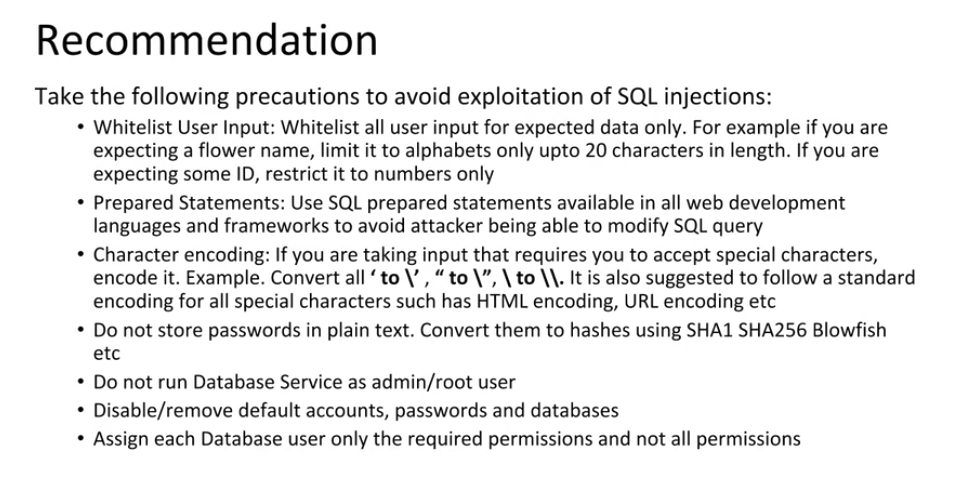 Recommendation
Take the following precautions to avoid exploitation of SQL injections:
• Whitelist User Input: Whitelist all user input for expected data only. For example if you are
expecting a flower name, limit it to alphabets only upto 20 characters in length. If you are
expecting some ID, restrict it to numbers only
• Prepared Statements: Use SQL prepared statements available in all web development
languages and frameworks to avoid attacker being able to modify SQL query
• Character encoding: If you are taking input that requires you to accept special characters,
encode it. Example. Convert all ‘ to \’ , “ to \”, \ to \\. It is also suggested to follow a standard
encoding for all special characters such has HTML encoding, URL encoding etc
• Do not store passwords in plain text. Convert them to hashes using SHA1 SHA256 Blowfish
etc
• Do not run Database Service as admin/root user
• Disable/remove default accounts, passwords and databases
• Assign each Database user only the required permissions and not all permissions